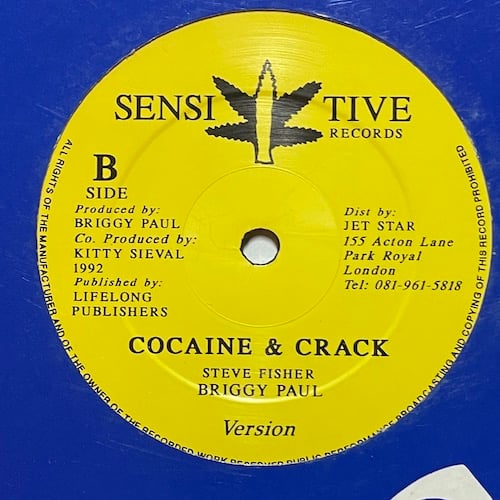 SENSI TIVE
RECORDS
B
SIDE
Produced by:
BRIGGY PAUL
Co. Produced by:
KITTY SIEVAL
1992
Published by:
LIFELONG
PUBLISHERS
Dist by:
JET STAR
155 Acton Lane
Park Royal
London
Tel: 081-961-5818
COCAINE & CRACK
STEVE FISHER
BRIGGY PAUL
Version
ALL RIGHTS OF THE MANUFACTURER AND OF THE OWNER OF THE RECORDED WORK RESERVED PUBLIC PERFORMANCE BROADCASTING AND COPYING OF THIS RECORD PROHIBITED